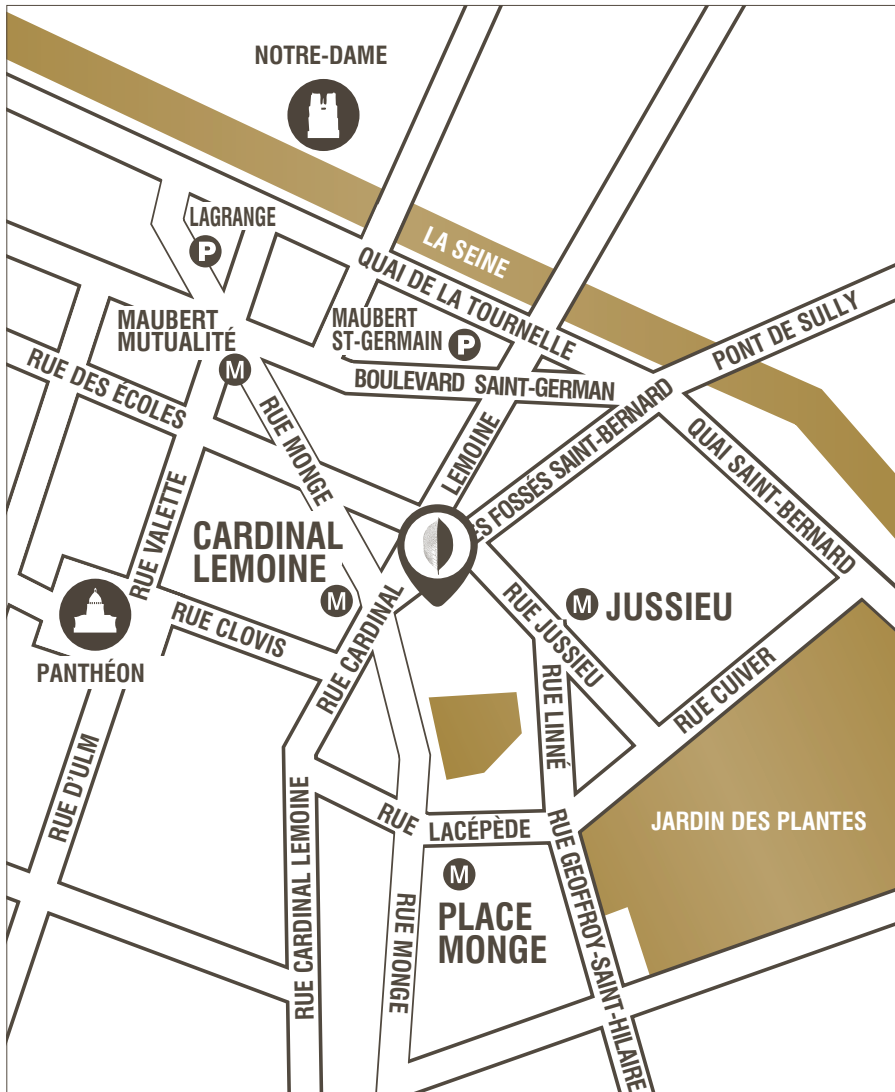 NOTRE-DAME
LAGRANGE
P
LA SEINE
QUAI DE LA TOURNELLE
PONT DE SULLY
MAUBERT
MUTUALITÉ
M
MAUBERT
ST-GERMAIN
P
BOULEVARD SAINT-GERMAN
RUE DES ÉCOLES
RUE MONGE
LEMOINE
ES FOSSÉS SAINT-BERNARD
QUAI SAINT-BERNARD
RUE VALETTE
CARDINAL
LEMOINE
M
RUE CLOVIS
RUE CARDINAL
RUE JUSSIEU
M
JUSSIEU
PANTHÉON
RUE LINNÉ
RUE CUIVER
RUE D'ULM
RUE CARDINAL LEMOINE
RUE LACÉPÈDE
JARDIN DES PLANTES
M
PLACE
MONGE
RUE MONGE
RUE GEOFFROY-SAINT-HILAIRE